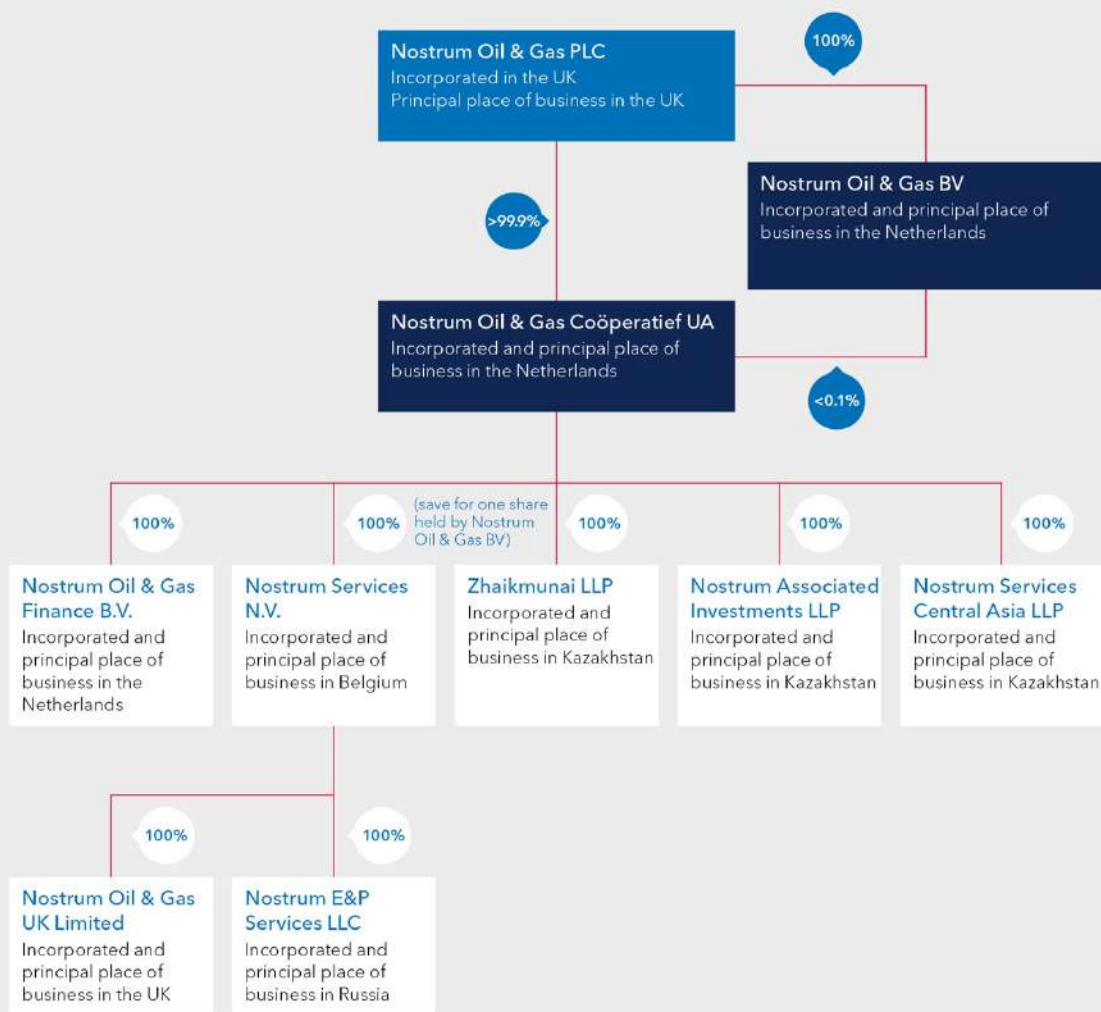 Nostrum Oil & Gas PLC
Incorporated in the UK
Principal place of business in the UK
100%
Nostrum Oil & Gas BV
Incorporated and principal place of
business in the Netherlands
>99.9%
Nostrum Oil & Gas Coöperatief UA
Incorporated and principal place of
business in the Netherlands
<0.1%
100%
100%
(save for one share
held by Nostrum
Oil & Gas BV)
100%
100%
100%
Nostrum Oil & Gas
Finance B.V.
Incorporated and
principal place of
business in the
Netherlands
Nostrum Services
N.V.
Incorporated and
principal place of
business in Belgium
Zhaikmunai LLP
Incorporated and
principal place of
business in Kazakhstan
Nostrum Associated
Investments LLP
Incorporated and
principal place of
business in Kazakhstan
Nostrum Services
Central Asia LLP
Incorporated and
principal place of
business in Kazakhstan
100%
100%
Nostrum Oil & Gas
UK Limited
Incorporated and
principal place of
business in the UK
Nostrum E&P
Services LLC
Incorporated and
principal place of
business in Russia